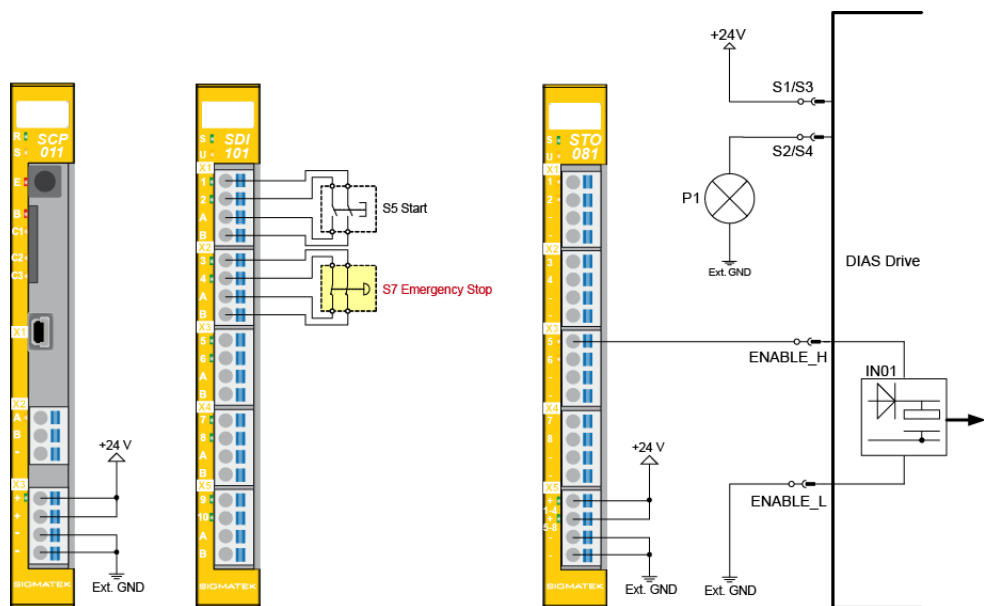 R
S
SCP
011
E
B
C1
C2
C3
X1
X2
A
B
-
X3
+
+
-
-
SIGMATEK
+24 V
Ext. GND
S
U
SDI
101
X1
1
2
A
B
X2
3
4
A
B
X3
5
6
A
B
X4
7
8
A
B
X5
9
10
A
B
SIGMATEK
S5 Start
S7 Emergency Stop
S
U
STO
081
X1
1
2
-
-
X2
3
4
-
-
X3
5
6
-
-
X4
7
8
-
-
X5
+
1-4
+
5-8
-
-
SIGMATEK
+24 V
Ext. GND
+24 V
S1/S3
S2/S4
P1
Ext. GND
DIAS Drive
ENABLE_H
IN01
ENABLE_L
Ext. GND